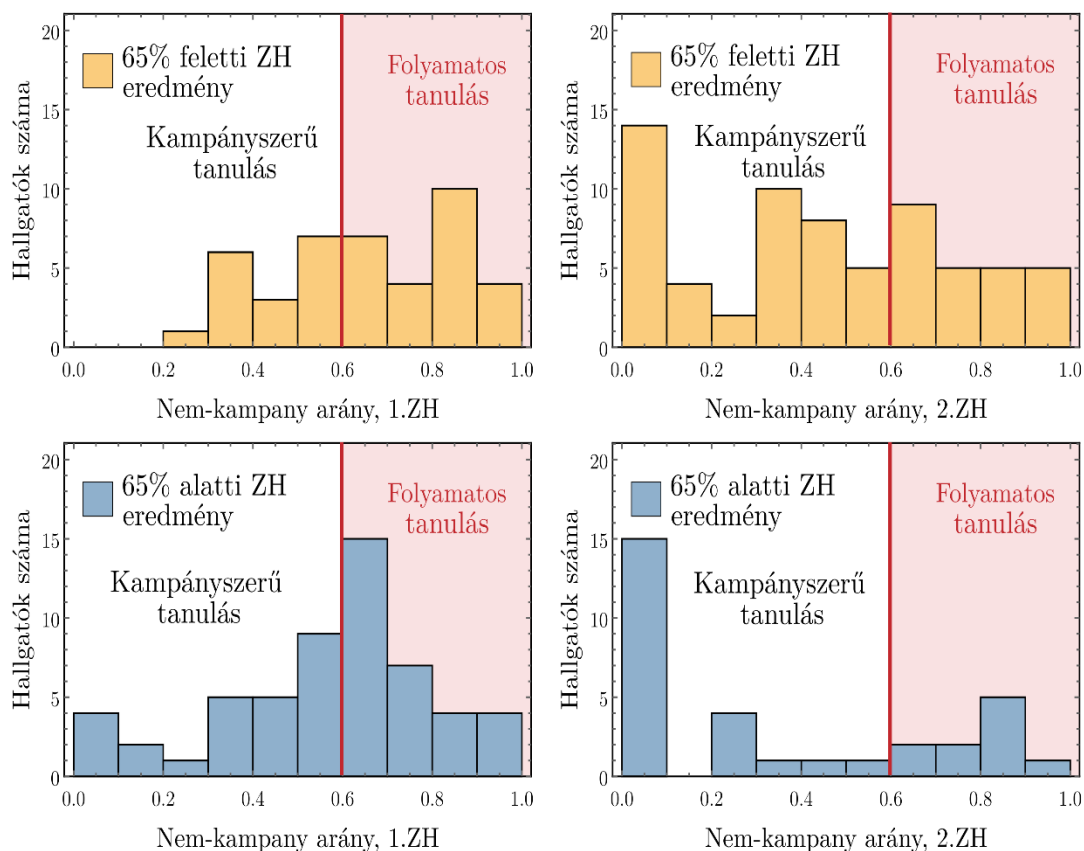 20
15
10
5
0
Hallgatók száma
65% feletti ZH
eredmény
Kampányszerű
tanulás
Folyamatos
tanulás
0.0 0.2 0.4 0.6 0.8 1.0
Nem-kampany arány, 1.ZH
20
15
10
5
0
Hallgatók száma
65% feletti ZH
eredmény
Kampányszerű
tanulás
Folyamatos
tanulás
0.0 0.2 0.4 0.6 0.8 1.0
Nem-kampany arány, 2.ZH
20
15
10
5
0
Hallgatók száma
65% alatti ZH
eredmény
Kampányszerű
tanulás
Folyamatos
tanulás
0.0 0.2 0.4 0.6 0.8 1.0
Nem-kampany arány, 1.ZH
20
15
10
5
0
Hallgatók száma
65% alatti ZH
eredmény
Kampányszerű
tanulás
Folyamatos
tanulás
0.0 0.2 0.4 0.6 0.8 1.0
Nem-kampany arány, 2.ZH